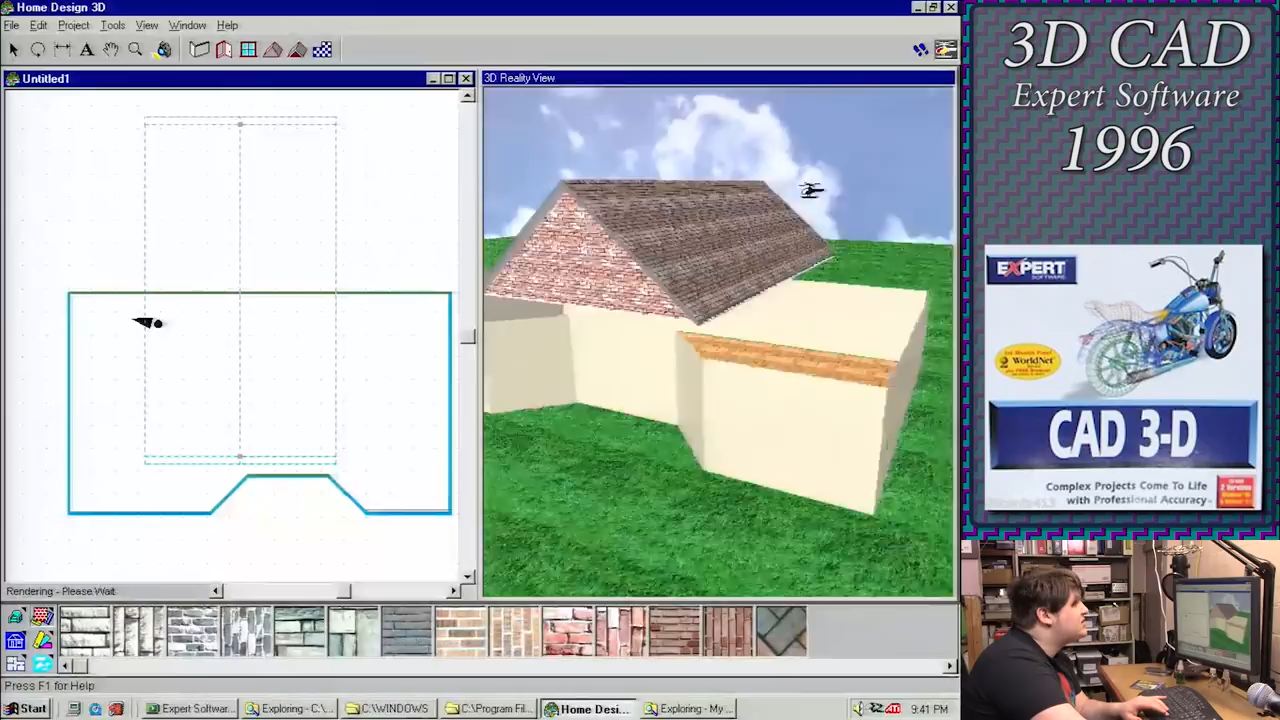 Home Design 3D
File Edit Project Tools View Window Help
A
Untitled1
3D Reality View
Rendering - Please Wait
Press F1 for Help
Start
Expert Softwar...
Exploring - C:\...
C:\WINDOWS
C:\Program Fil...
Home Desi...
Exploring - My ...
ATI
9:41 PM
3D CAD
Expert Software
1996
EXPERT
SOFTWARE
WorldNet
CAD 3-D
Complex Projects Come To Life
with Professional Accuracy